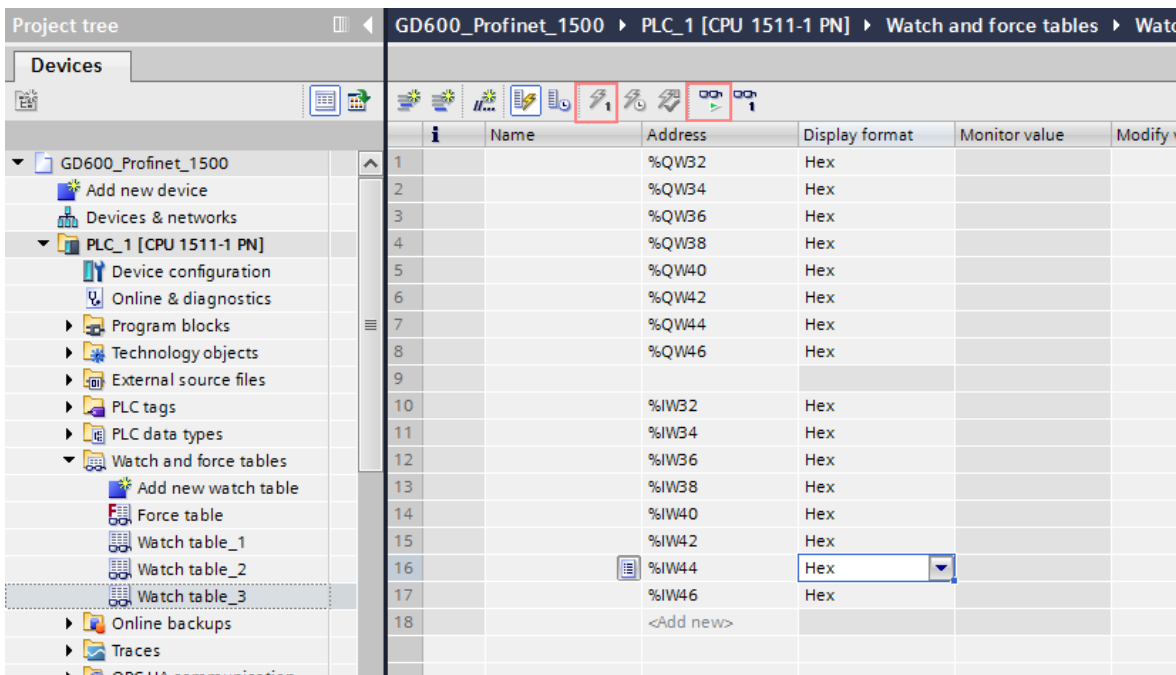 Project tree
Devices
GD600_Profinet_1500
Add new device
Devices & networks
PLC_1 [CPU 1511-1 PN]
Device configuration
Online & diagnostics
Program blocks
Technology objects
External source files
PLC tags
PLC data types
Watch and force tables
Add new watch table
Force table
Watch table_1
Watch table_2
Watch table_3
Online backups
Traces
GD600_Profinet_1500 PLC_1 [CPU 1511-1 PN] Watch and force tables
i Name Address Display format Monitor value Modify
1 %QW32 Hex
2 %QW34 Hex
3 %QW36 Hex
4 %QW38 Hex
5 %QW40 Hex
6 %QW42 Hex
7 %QW44 Hex
8 %QW46 Hex
9
10 %IW32 Hex
11 %IW34 Hex
12 %IW36 Hex
13 %IW38 Hex
14 %IW40 Hex
15 %IW42 Hex
16 %IW44 Hex
17 %IW46 Hex
18 <Add new>